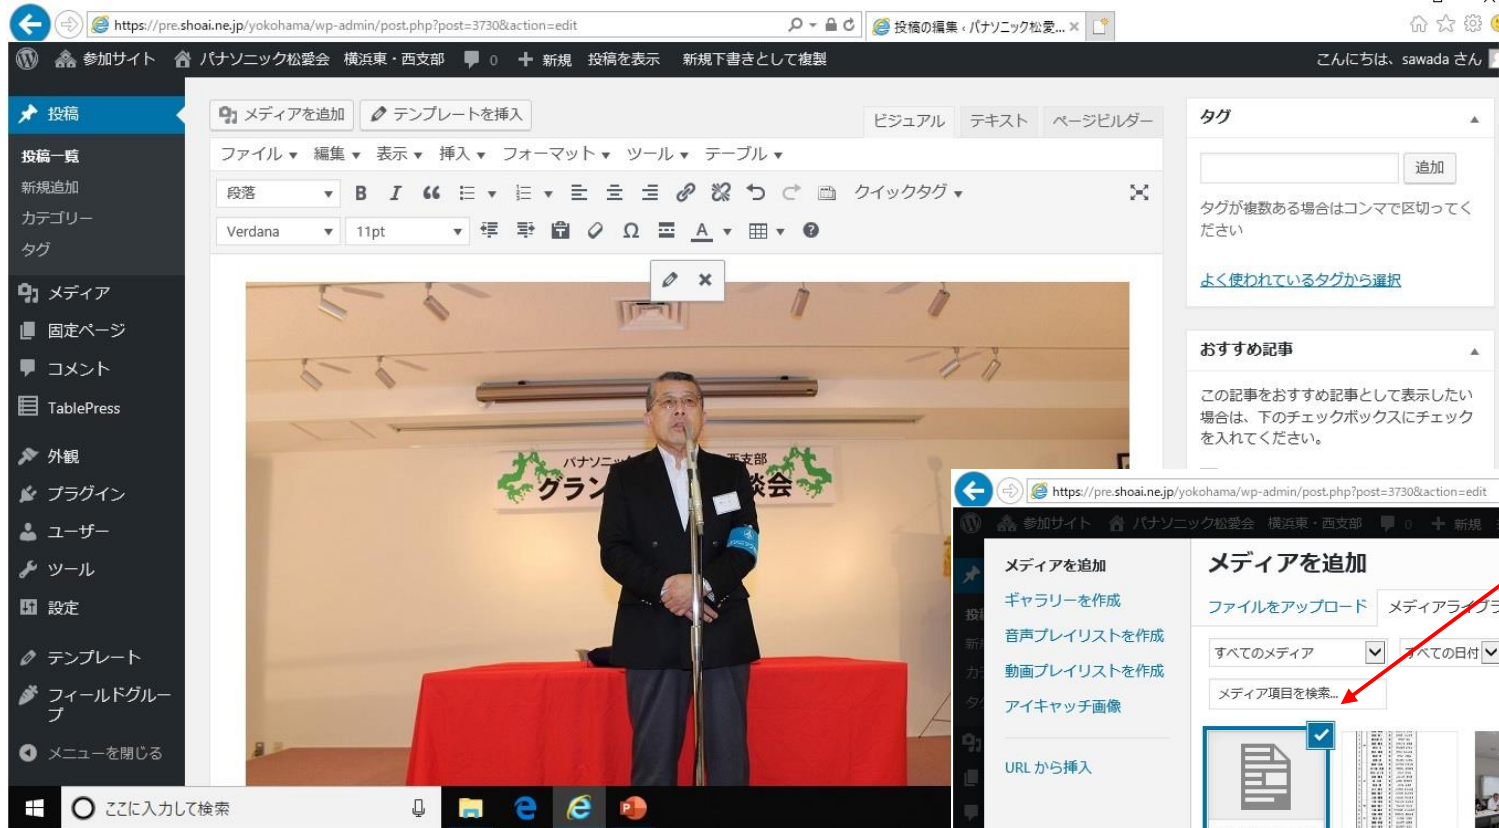 https://pre.shoai.ne.jp/yokohama/wp-admin/post.php?post=3730&action=edit
投稿の編集 ‹ パナソニック松愛... ×
参加サイト パナソニック松愛会 横浜東・西支部 0 新規 投稿を表示 新規下書きとして複製
こんにちは、sawada さん
投稿
投稿一覧
新規追加
カテゴリー
タグ
メディア
固定ページ
コメント
TablePress
外観
プラグイン
ユーザー
ツール
設定
テンプレート
フィールドグルー
プ
メニューを閉じる
メディアを追加 テンプレートを挿入
ビジュアル テキスト ページビルダー
ファイル 編集 表示 挿入 フォーマット ツール テーブル
段落 B I クイックタグ
Verdana 11pt Ω A
パナソニ 西支部
グラン 談会
タグ
追加
タグが複数ある場合はコンマで区切ってく
ださい
よく使われているタグから選択
おすすめ記事
この記事をおすすめ記事として表示したい
場合は、下のチェックボックスにチェック
を入れてください。
https://pre.shoai.ne.jp/yokohama/wp-admin/post.php?post=3730&action=edit
参加サイト パナソニック松愛会 横浜東・西支部 0 新規
メディアを追加
ギャラリーを作成
音声プレイリストを作成
動画プレイリストを作成
アイキャッチ画像
URL から挿入
メディアを追加
ファイルをアップロード メディアライブラ
すべてのメディア すべての日付
メディア項目を検索...
ここに入力して検索